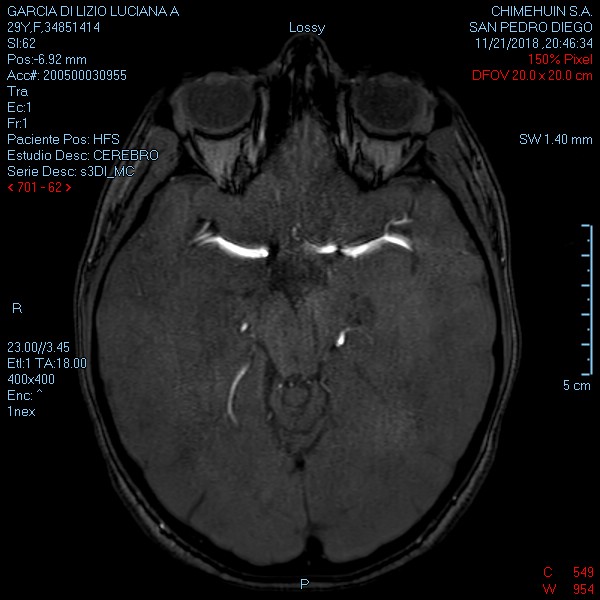 GARCIA DI LIZIO LUCIANA A
29Y,F,34851414
Sl:62
Pos:-6.92 mm
Acc#: 200500030955
Tra
Ec:1
Fr:1
Paciente Pos: HFS
Estudio Desc: CEREBRO
Serie Desc: s3DI_MC
< 701 - 62 >
Lossy
CHIMEHUIN S.A.
SAN PEDRO DIEGO
11/21/2018 ,20:46:34
150% Pixel
DFOV 20.0 x 20.0 cm
SW 1.40 mm
R
23.00//3.45
Etl:1 TA:18.00
400x400
Enc: ^
1nex
5 cm
P
C 549
W 954